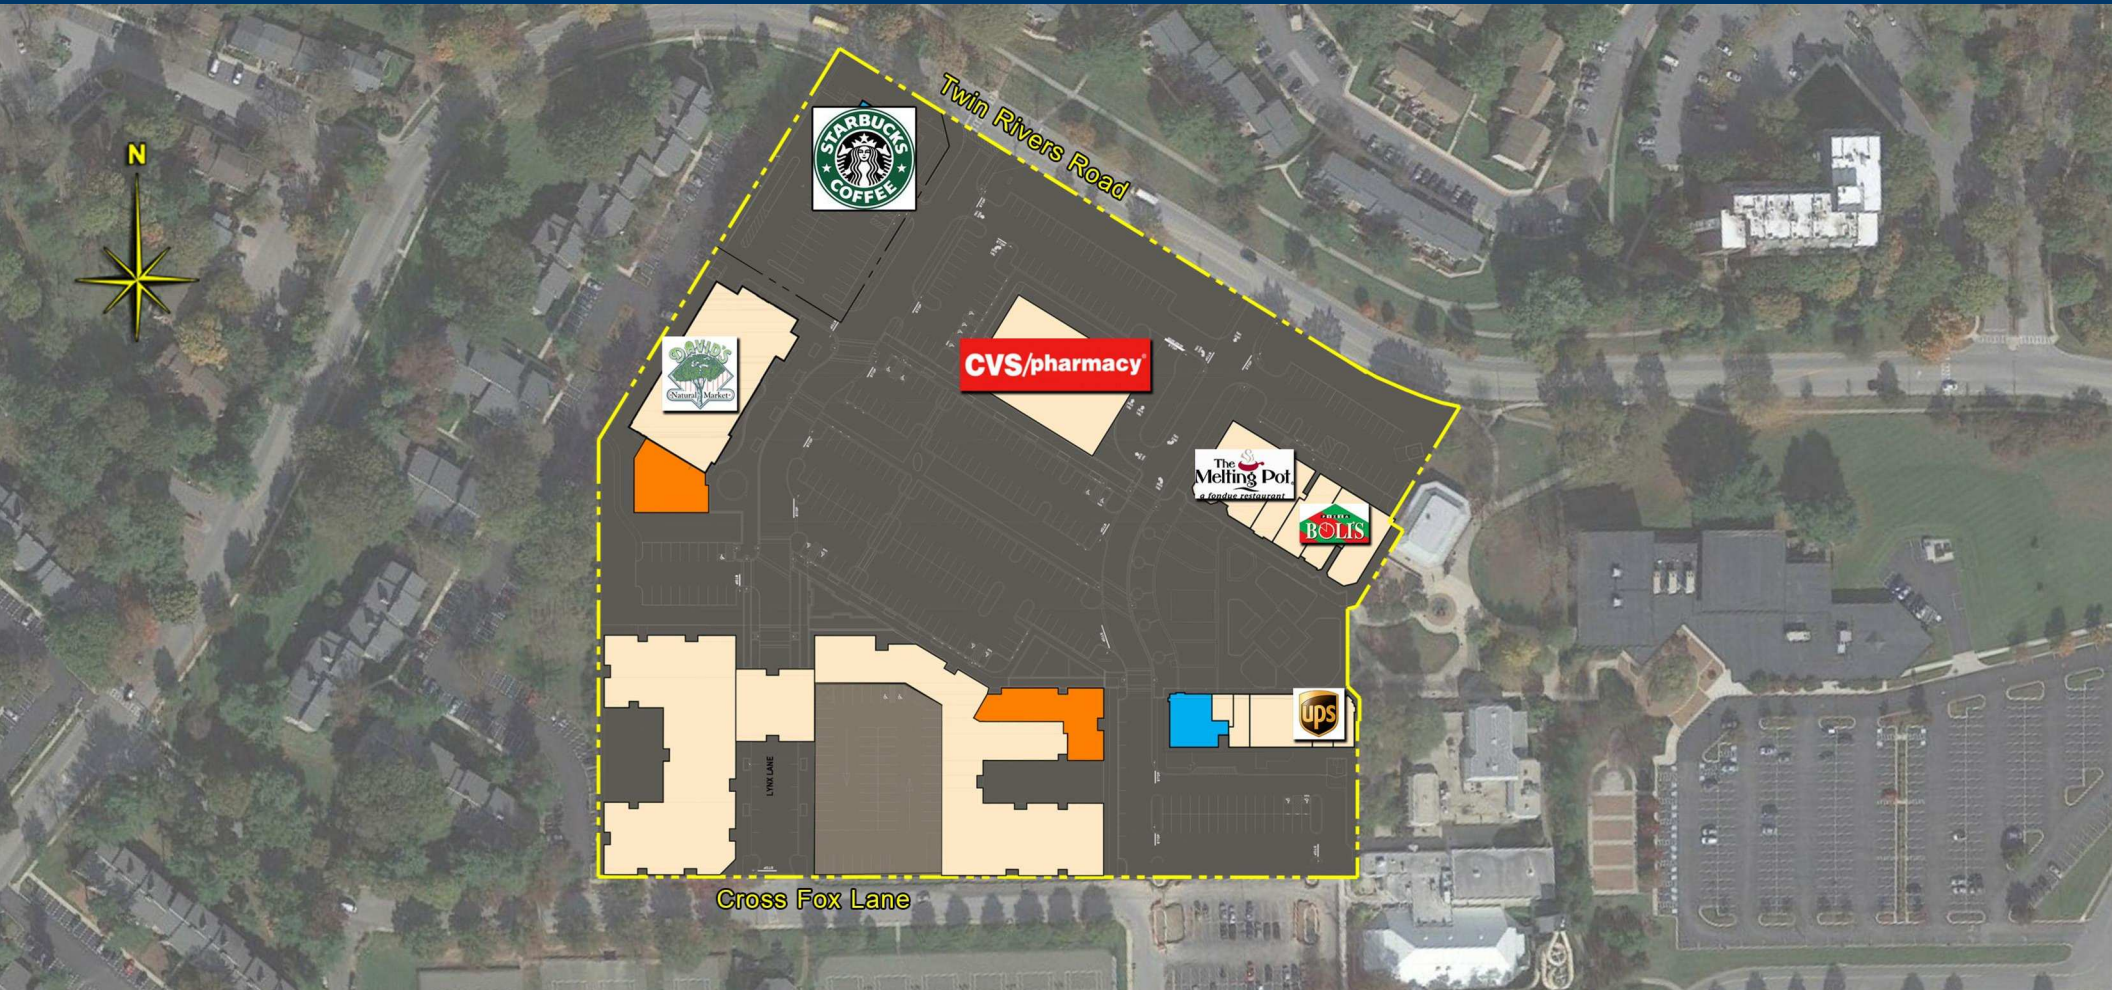 N
Twin Rivers Road
STARBUCKS
COFFEE
DAVID'S
Natural Market
CVS/pharmacy
The
Melting Pot
a fondue restaurant
BOLI'S
ups
LYNX LANE
Cross Fox Lane